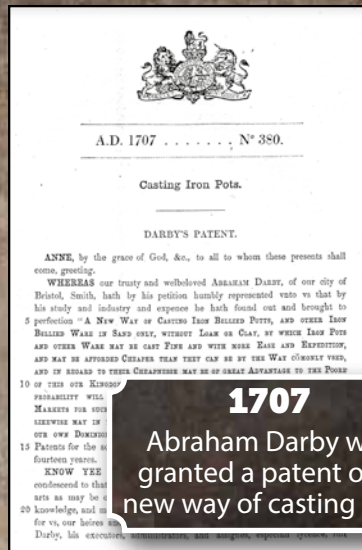 A.D. 1707 . . . . . . . Nº 380.
Casting Iron Pots.
DARBY'S PATENT.
ANNE, by the grace of God, &c., to all to whom these presents shall
come, greeting.
WHEREAS our trusty and welbeloved ABRAHAM DARBY, of our city of
Bristol, Smith, hath by his petition humbly represented vnto vs that by
his study and industry and expence he hath found out and brought to
5 perfection "A NEW WAY OF CASTING IRON BELLIED POTTS, AND OTHER IRON
BELLIED WARE IN SAND ONLY, WITHOUT LOAM OR CLAY, BY WHICH IRON POTS
AND OTHER WARE MAY BE CAST FINE AND WITH MORE EASE AND EXPEDITION,
AND MAY BE AFFORDED CHEAPER THAN THEY CAN BE BY THE WAY COMONLY VSED,
AND IN REGARD TO THEIR CHEAPNESSE MAY BE OF GREAT ADVANTAGE TO THE POORE
10 OF THIS OUR KINGDOM
PROBABILITY WILL
MARKETS FOR SUCH
LIKEWISE MAY IN
OUR OWN DOMINIO
15 Patents for the so
fourteen yeares.
KNOW YEE
condescend to that
arts as may be o
20 knowledge, and m
for vs, our heires and
Darby, his executors, administrators, and assignes, especiall lycence, full
1707
Abraham Darby w
granted a patent o
new way of casting